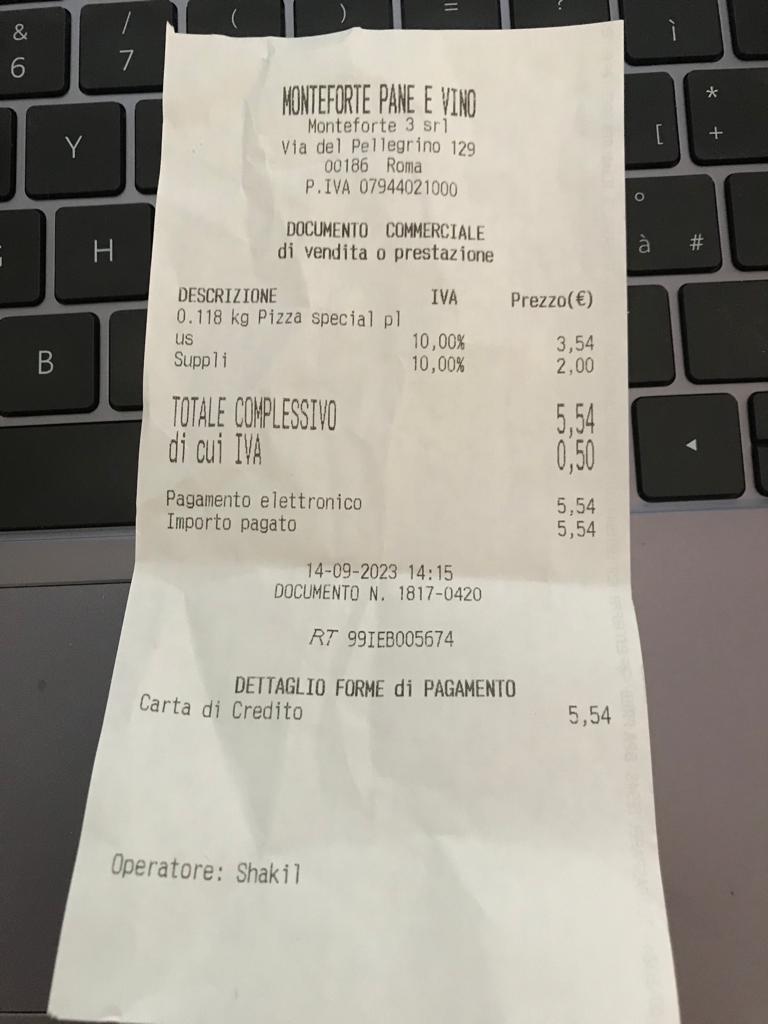 MONTEFORTE PANE E VINO
Monteforte 3 srl
Via del Pellegrino 129
00186 Roma
P.IVA 07944021000
DOCUMENTO COMMERCIALE
di vendita o prestazione
DESCRIZIONE IVA Prezzo(€)
0.118 kg Pizza special pl
us 10,00% 3,54
Suppli 10,00% 2,00
TOTALE COMPLESSIVO 5,54
di cui IVA 0,50
Pagamento elettronico 5,54
Importo pagato 5,54
14-09-2023 14:15
DOCUMENTO N. 1817-0420
RT 99IEB005674
DETTAGLIO FORME di PAGAMENTO
Carta di Credito 5,54
Operatore: Shakil
& / ( ) = ì
6 7
Y [ * +
H ° à #
B